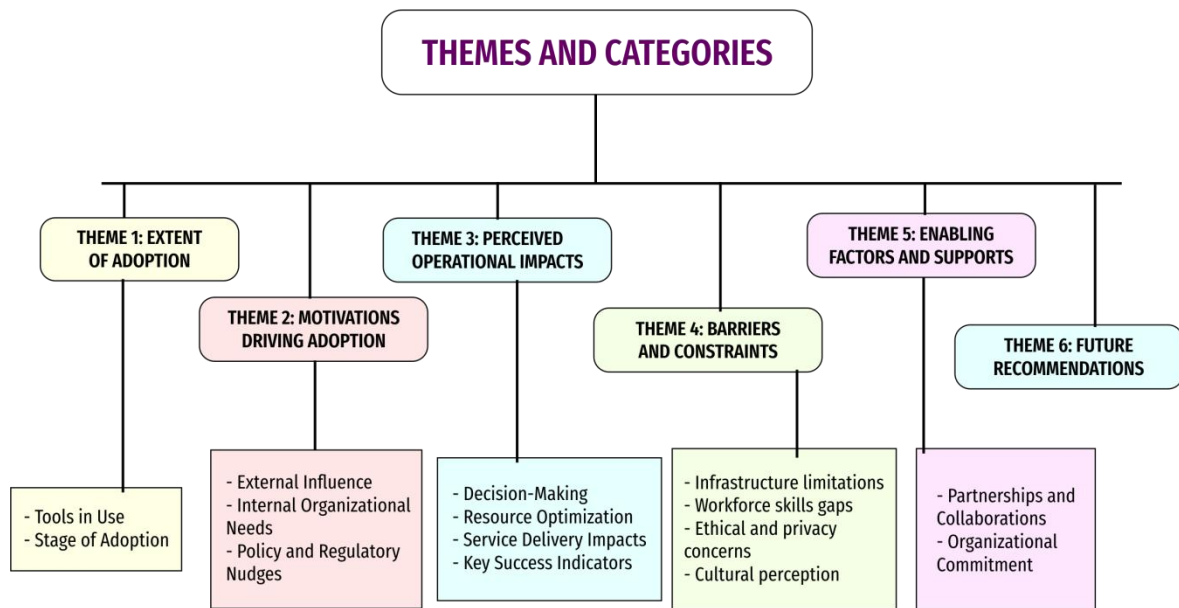 THEMES AND CATEGORIES
THEME 1: EXTENT
OF ADOPTION
- Tools in Use
- Stage of Adoption
THEME 2: MOTIVATIONS
DRIVING ADOPTION
- External Influence
- Internal Organizational
Needs
- Policy and Regulatory
Nudges
THEME 3: PERCEIVED
OPERATIONAL IMPACTS
- Decision-Making
- Resource Optimization
- Service Delivery Impacts
- Key Success Indicators
THEME 4: BARRIERS
AND CONSTRAINTS
- Infrastructure limitations
- Workforce skills gaps
- Ethical and privacy
concerns
- Cultural perception
THEME 5: ENABLING
FACTORS AND SUPPORTS
- Partnerships and
Collaborations
- Organizational
Commitment
THEME 6: FUTURE
RECOMMENDATIONS